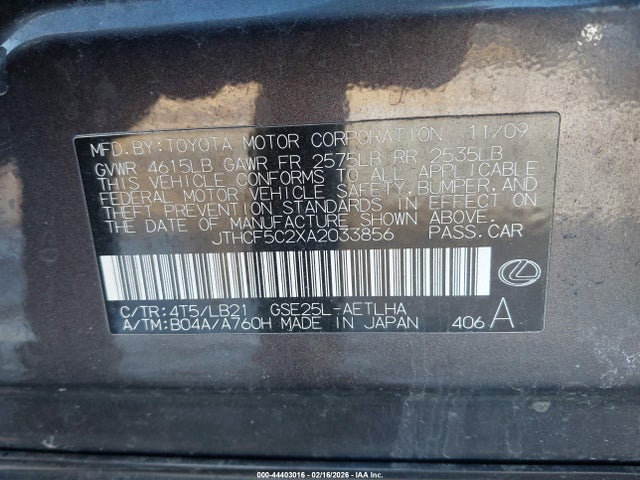 MFD.BY:TOYOTA MOTOR CORPORATION 11/09
GVWR 4615LB GAWR FR 2575LB RR 2535LB
THIS VEHICLE CONFORMS TO ALL APPLICABLE
FEDERAL MOTOR VEHICLE SAFETY,BUMPER,AND
THEFT PREVENTION STANDARDS IN EFFECT ON
THE DATE OF MANUFACTURE SHOWN ABOVE.
JTHCF5C2XA2033856 PASS.CAR
C/TR:4T5/LB21 GSE25L-AETLHA
A/TM:B04A/A760H MADE IN JAPAN 406 A
000-44403016 - 02/16/2026 - IAA Inc.